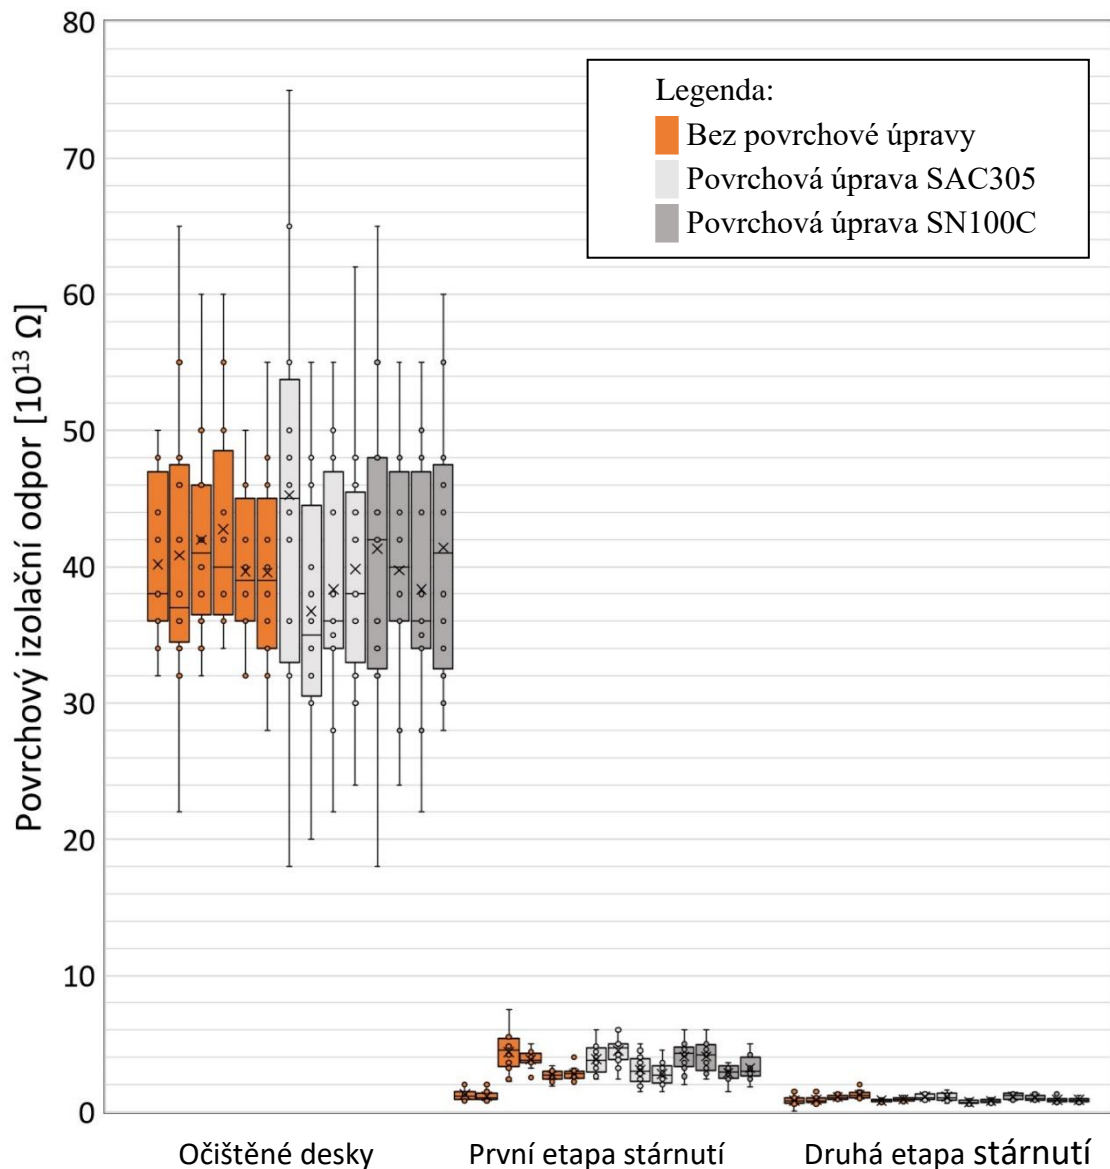 80
70
60
50
40
30
20
10
0
Povrchový izolační odpor [10¹³ Ω]
Legenda:
Bez povrchové úpravy
Povrchová úprava SAC305
Povrchová úprava SN100C
Očištěné desky
První etapa stárnutí
Druhá etapa stárnutí